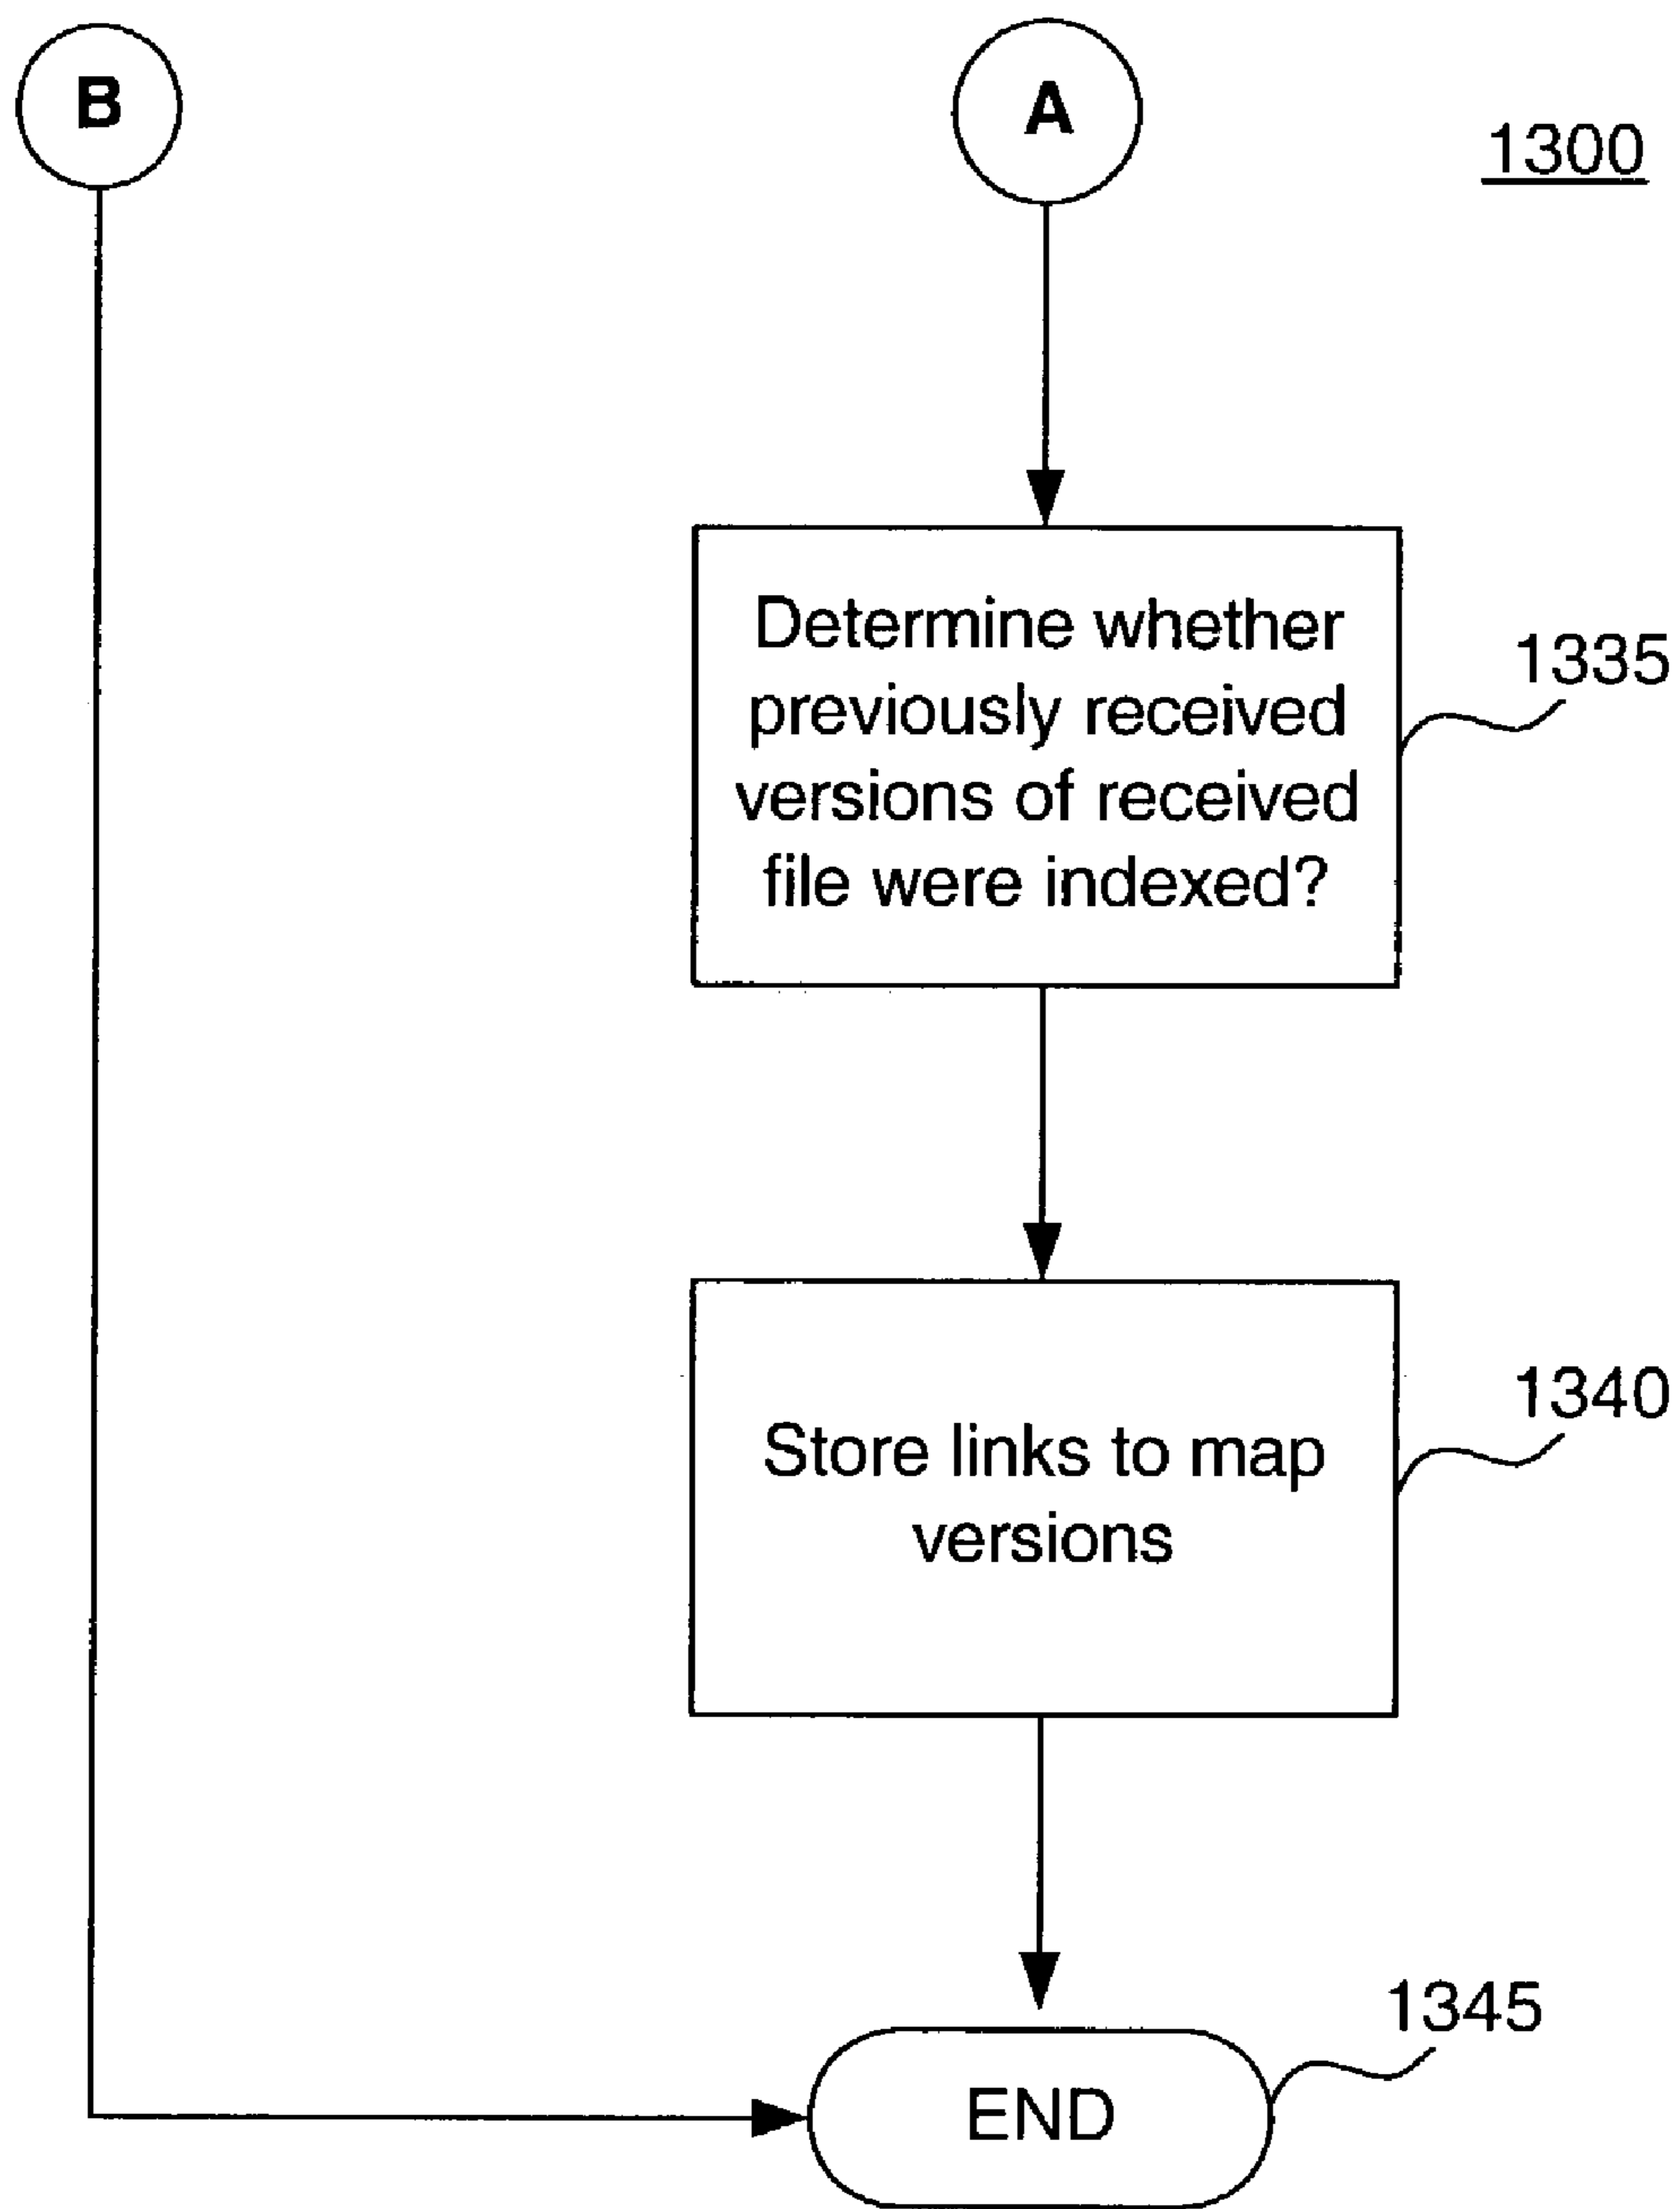 B
A
1300
Determine whether
previously received
versions of received
file were indexed?
1335
Store links to map
versions
1340
END
1345